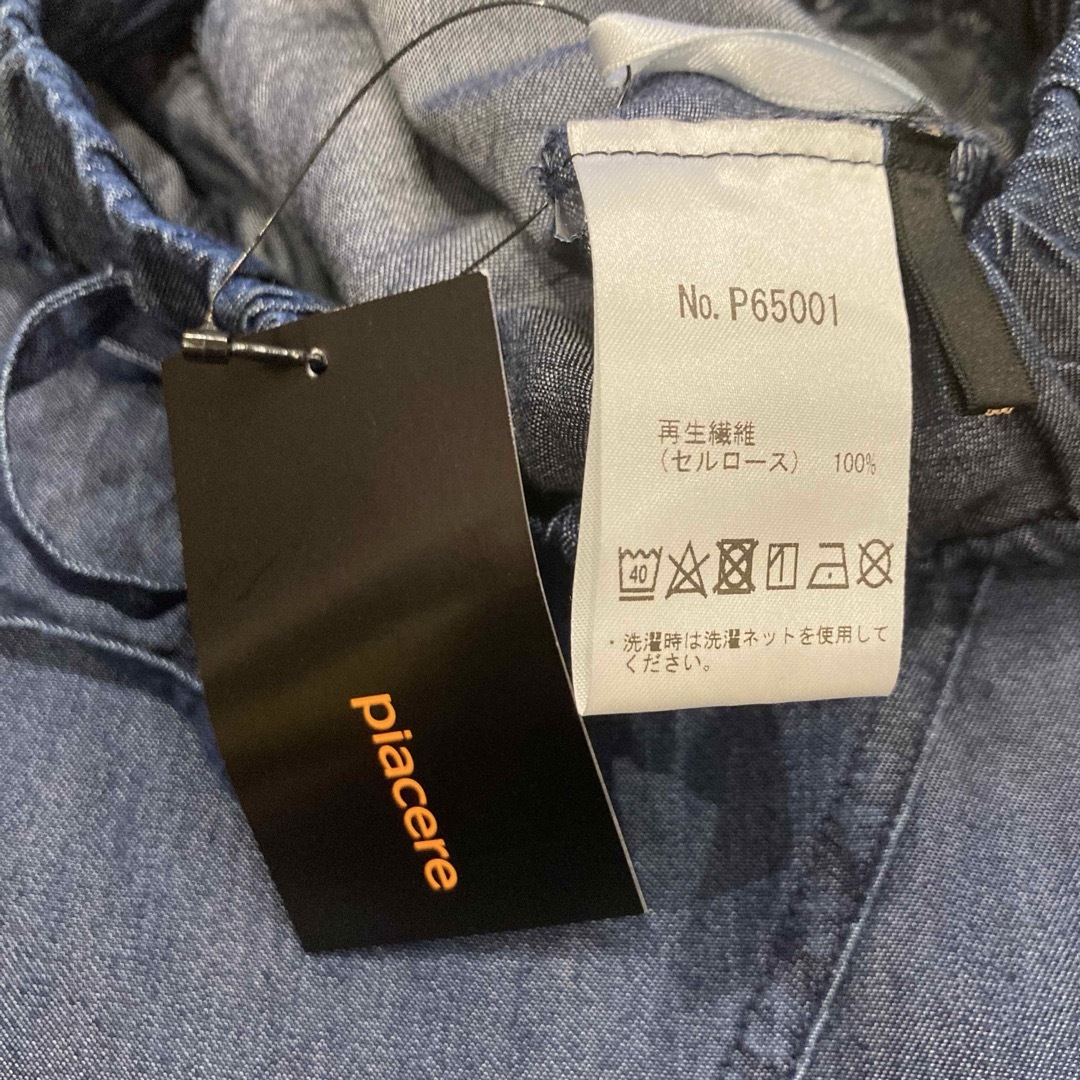 No. P65001
再生繊維
(セルロース) 100%
40
・洗濯時は洗濯ネットを使用して
ください。
piacere